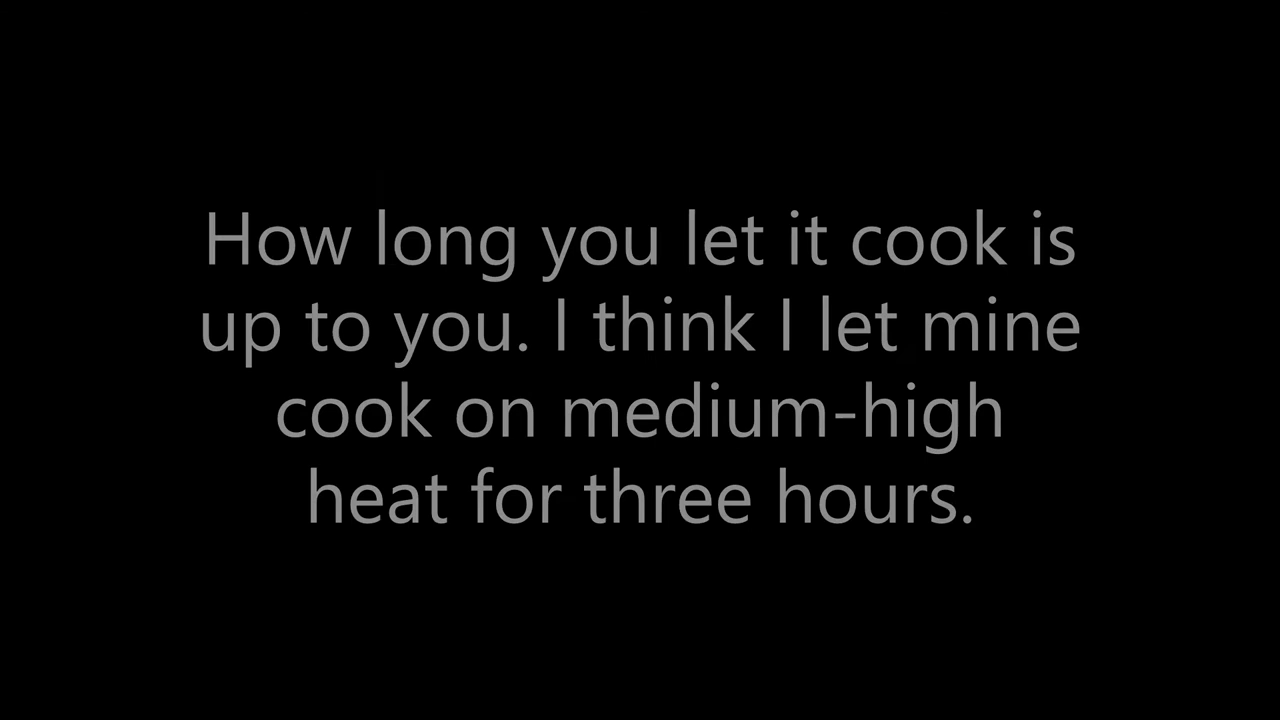 How long you let it cook is
up to you. I think I let mine
cook on medium-high
heat for three hours.